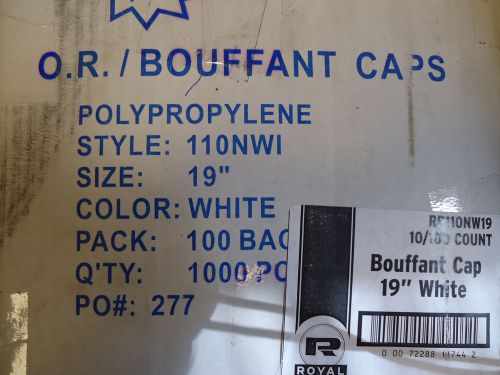 O.R. / BOUFFANT CAPS
POLYPROPYLENE
STYLE: 110NWI
SIZE: 19"
COLOR: WHITE
PACK: 100
Q'TY: 1000
PO#: 277
10/100 COUNT
Bouffant Cap
19" White
0 00 72288 11744 2
R
ROYAL